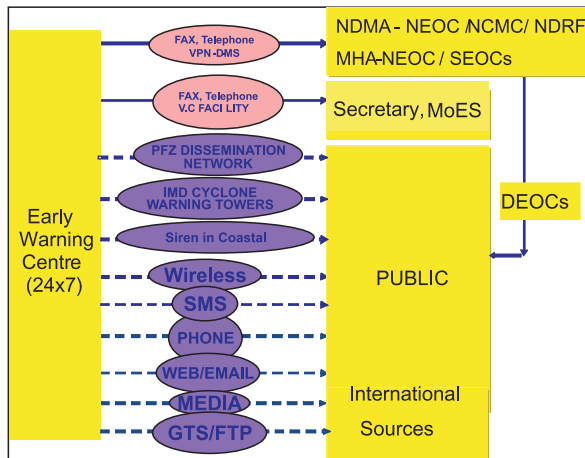 FAX, Telephone
VPN-DMS
NDMA - NEOC /NCMC/ NDRF
MHA-NEOC / SEOCs
FAX, Telephone
V.C FACI LITY
Secretary, MoES
PFZ DISSEMINATION
NETWORK
IMD CYCLONE
WARNING TOWERS
Siren in Coastal
Early
Warning
Centre
(24x7)
DEOCs
Wireless
SMS
PUBLIC
PHONE
WEB/EMAIL
MEDIA
GTS/FTP
International
Sources